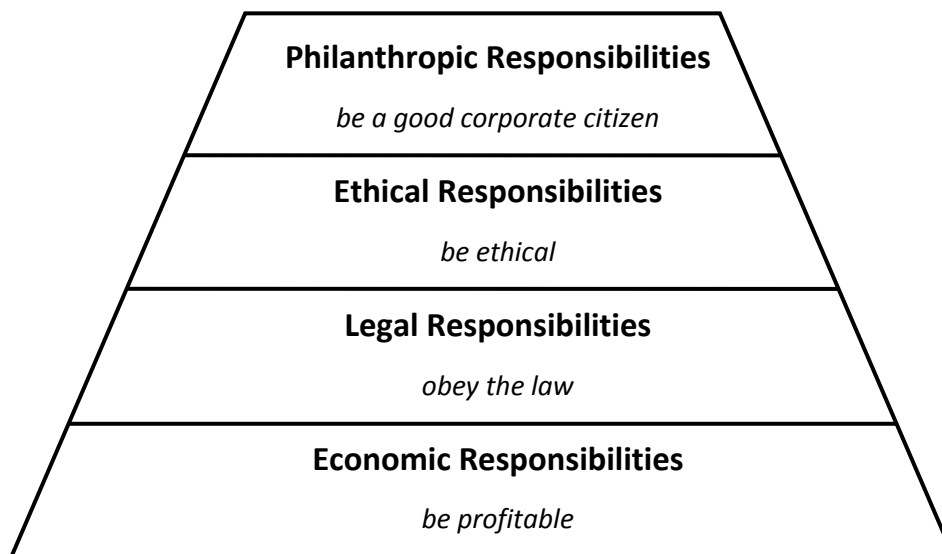 Philanthropic Responsibilities
be a good corporate citizen
Ethical Responsibilities
be ethical
Legal Responsibilities
obey the law
Economic Responsibilities
be profitable